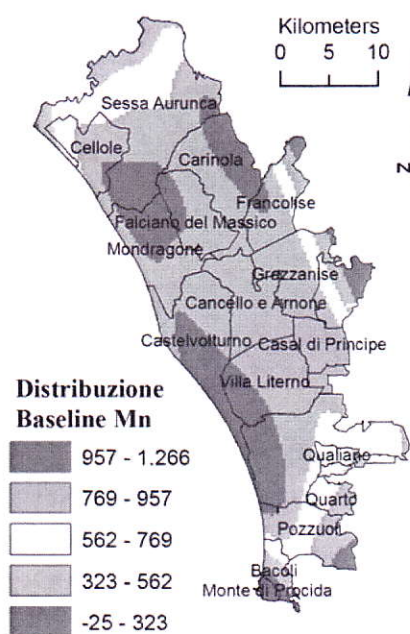 Kilometers
0 5 10
Sessa Aurunca
Cellole
Carinola
z
Francolise
Falciano del Massico
Mondragone
Grezzanise
Cancello e Arnone
Castelvolturno
Casal di Principe
Villa Literno
Distribuzione
Baseline Mn
957 - 1.266
769 - 957
562 - 769
323 - 562
-25 - 323
Qualiano
Quarto
Pozzuoli
Bacoli
Monte di Procida